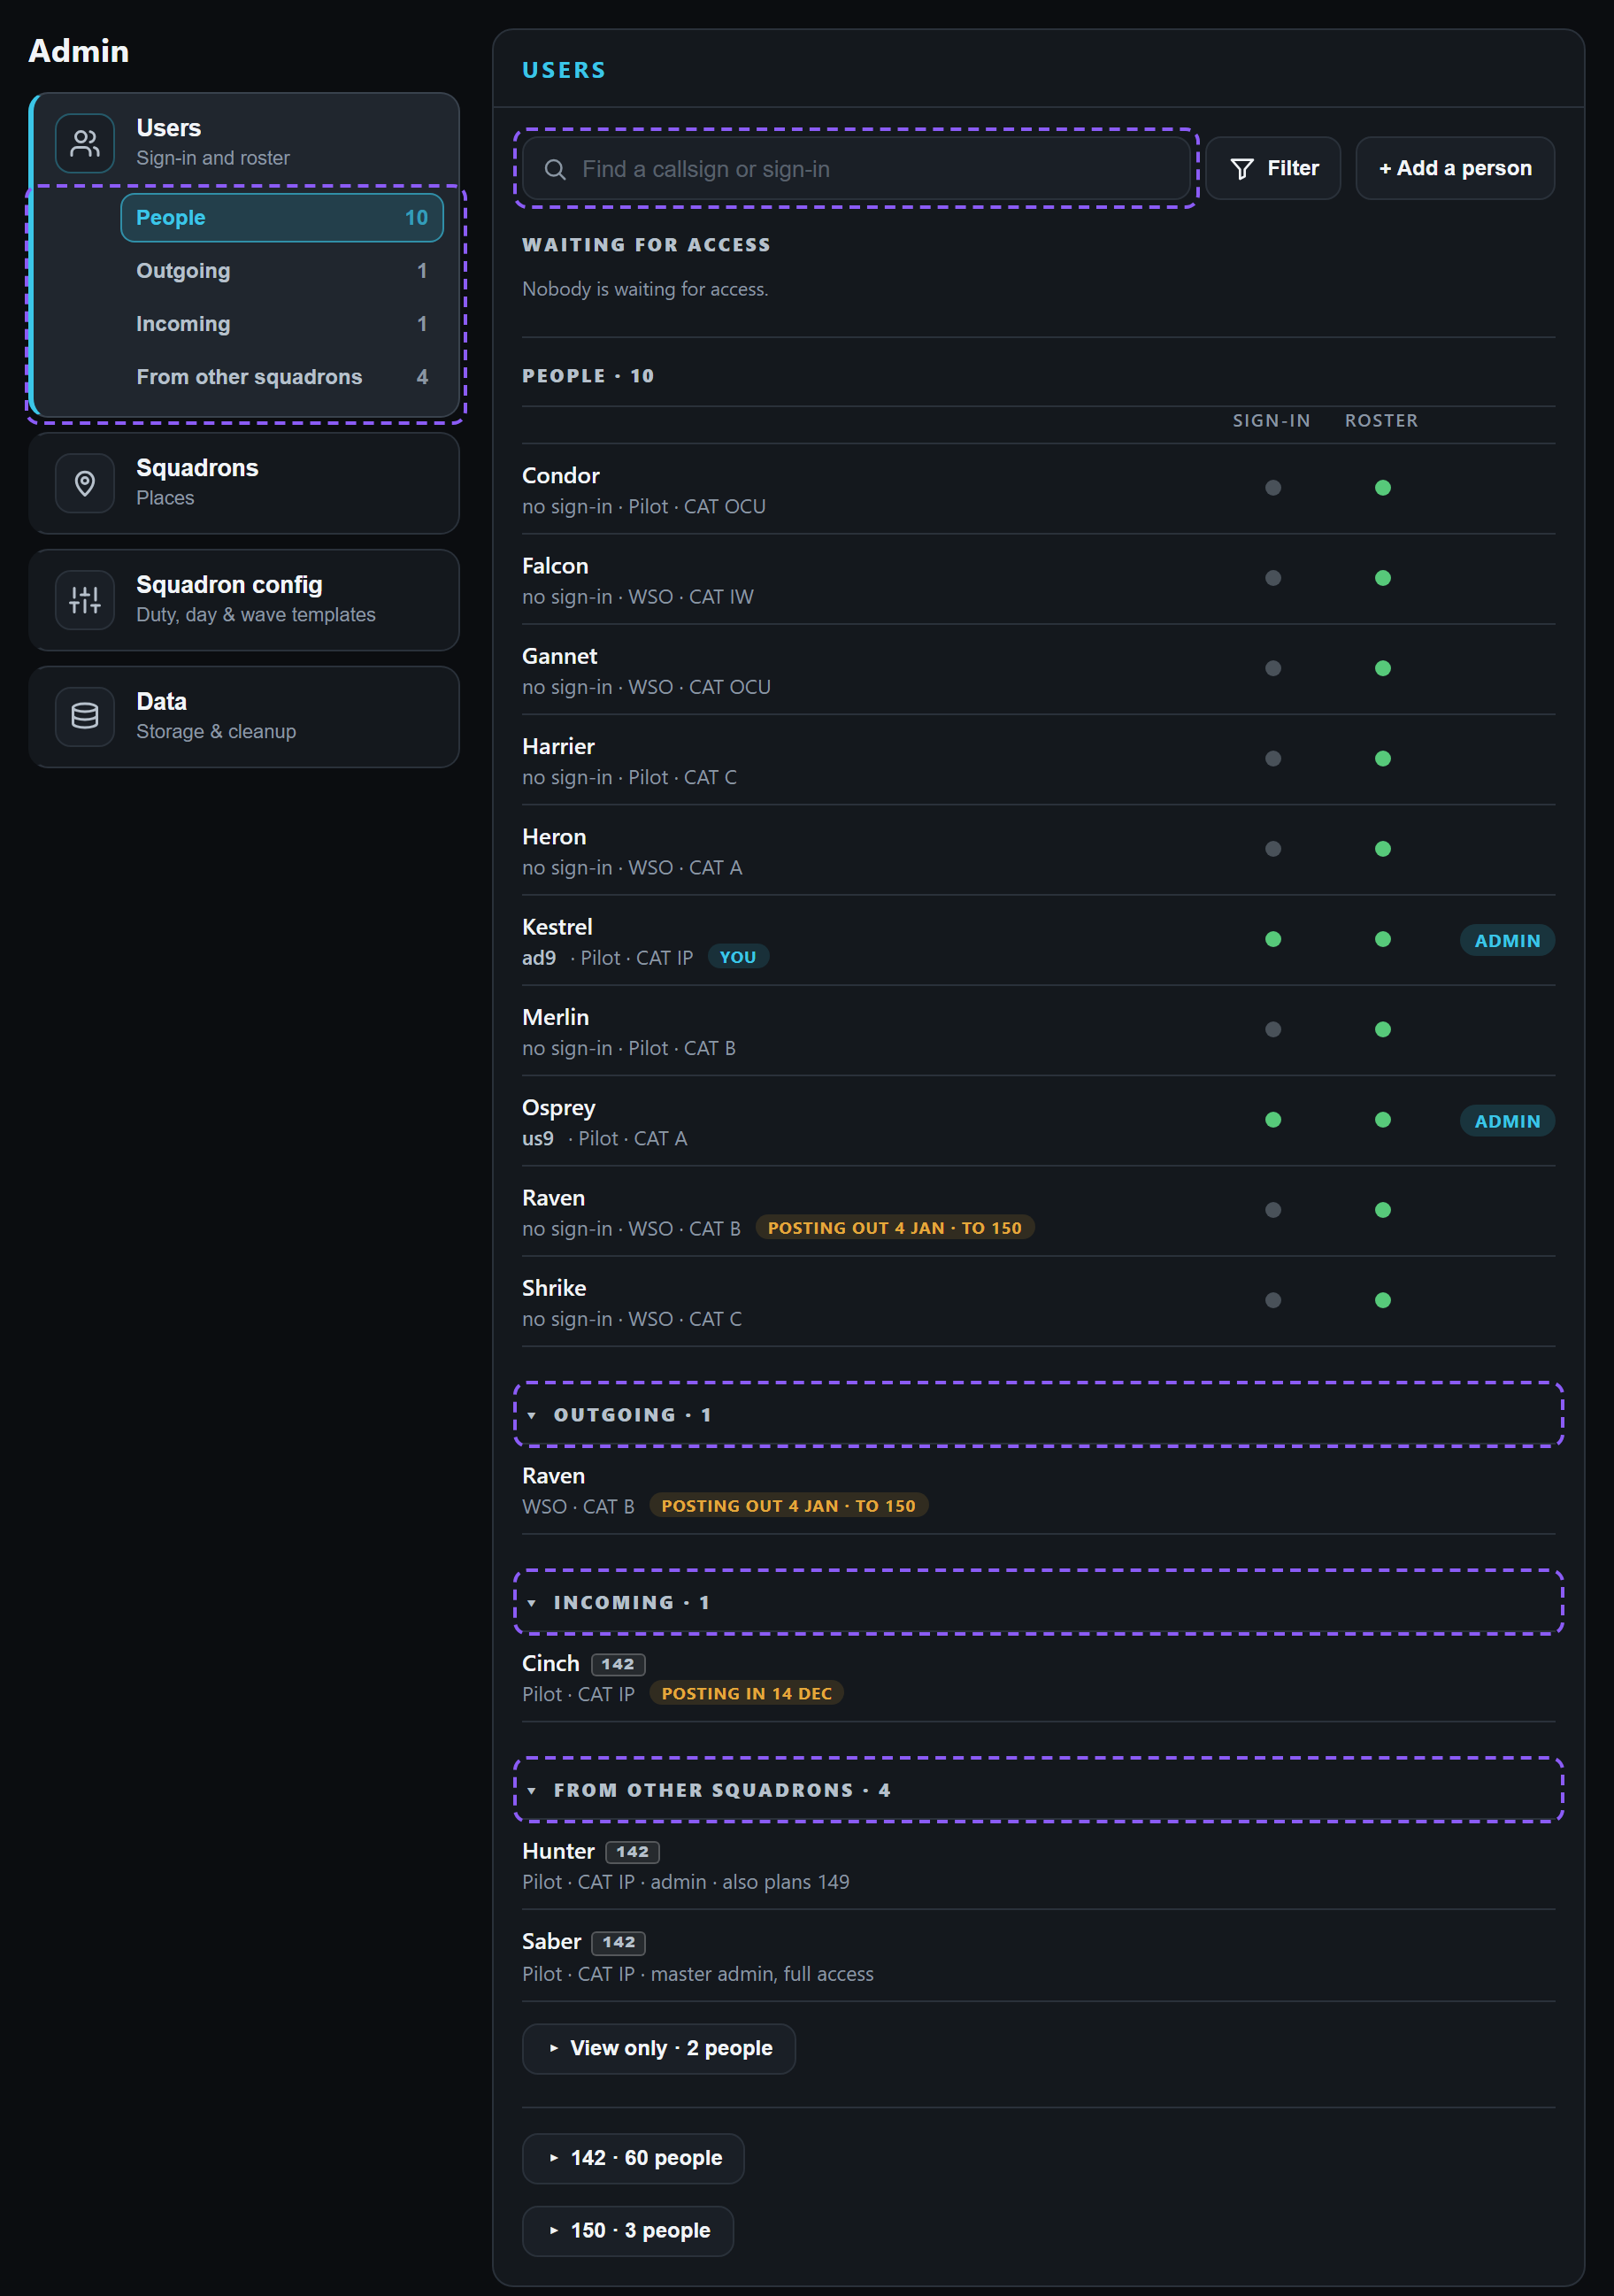 Admin
Users
Sign-in and roster
People 10
Outgoing 1
Incoming 1
From other squadrons 4
Squadrons
Places
Squadron config
Duty, day & wave templates
Data
Storage & cleanup
USERS
Find a callsign or sign-in
Filter
+ Add a person
WAITING FOR ACCESS
Nobody is waiting for access.
PEOPLE · 10
SIGN-IN ROSTER
Condor
no sign-in · Pilot · CAT OCU
Falcon
no sign-in · WSO · CAT IW
Gannet
no sign-in · WSO · CAT OCU
Harrier
no sign-in · Pilot · CAT C
Heron
no sign-in · WSO · CAT A
Kestrel
ad9 · Pilot · CAT IP YOU
ADMIN
Merlin
no sign-in · Pilot · CAT B
Osprey
us9 · Pilot · CAT A
ADMIN
Raven
no sign-in · WSO · CAT B POSTING OUT 4 JAN · TO 150
Shrike
no sign-in · WSO · CAT C
OUTGOING · 1
Raven
WSO · CAT B POSTING OUT 4 JAN · TO 150
INCOMING · 1
Cinch 142
Pilot · CAT IP POSTING IN 14 DEC
FROM OTHER SQUADRONS · 4
Hunter 142
Pilot · CAT IP · admin · also plans 149
Saber 142
Pilot · CAT IP · master admin, full access
View only · 2 people
142 · 60 people
150 · 3 people